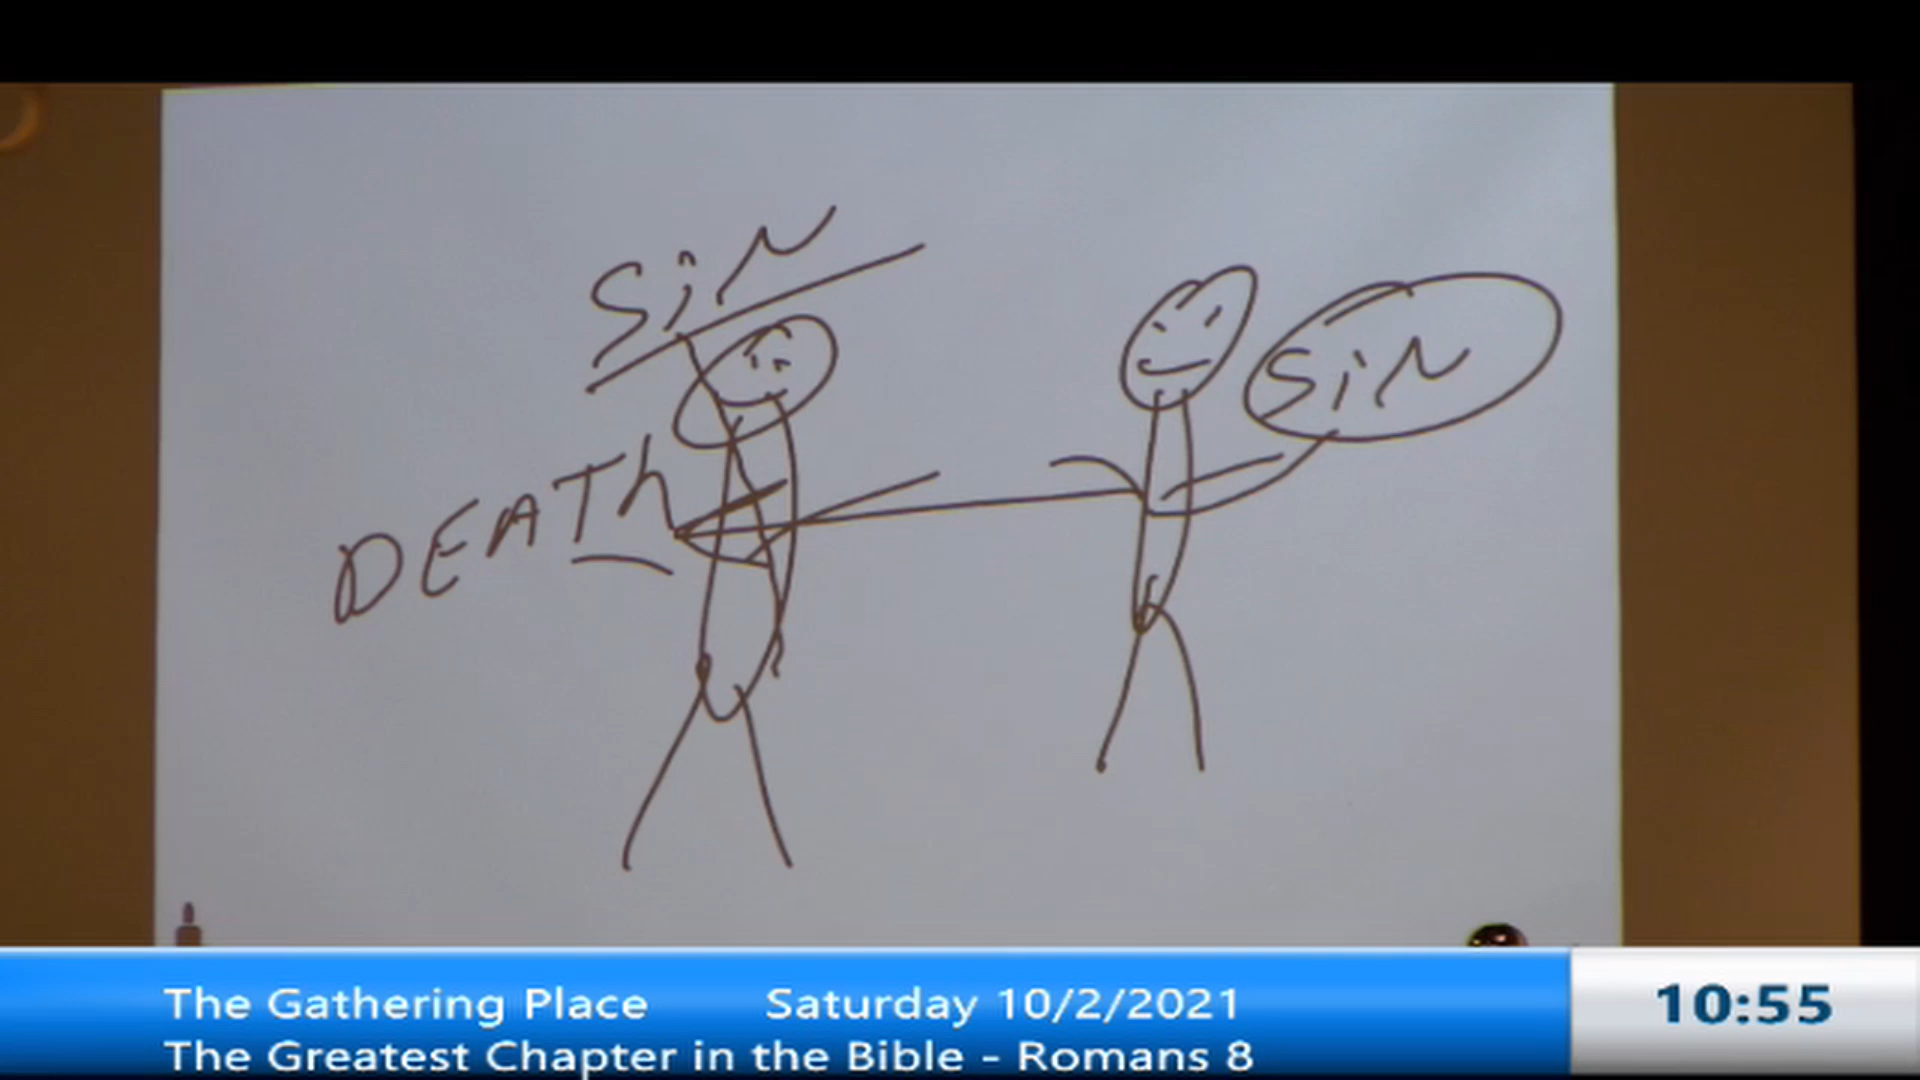 SiN
SiN
DEATh
The Gathering Place Saturday 10/2/2021
10:55
The Greatest Chapter in the Bible - Romans 8